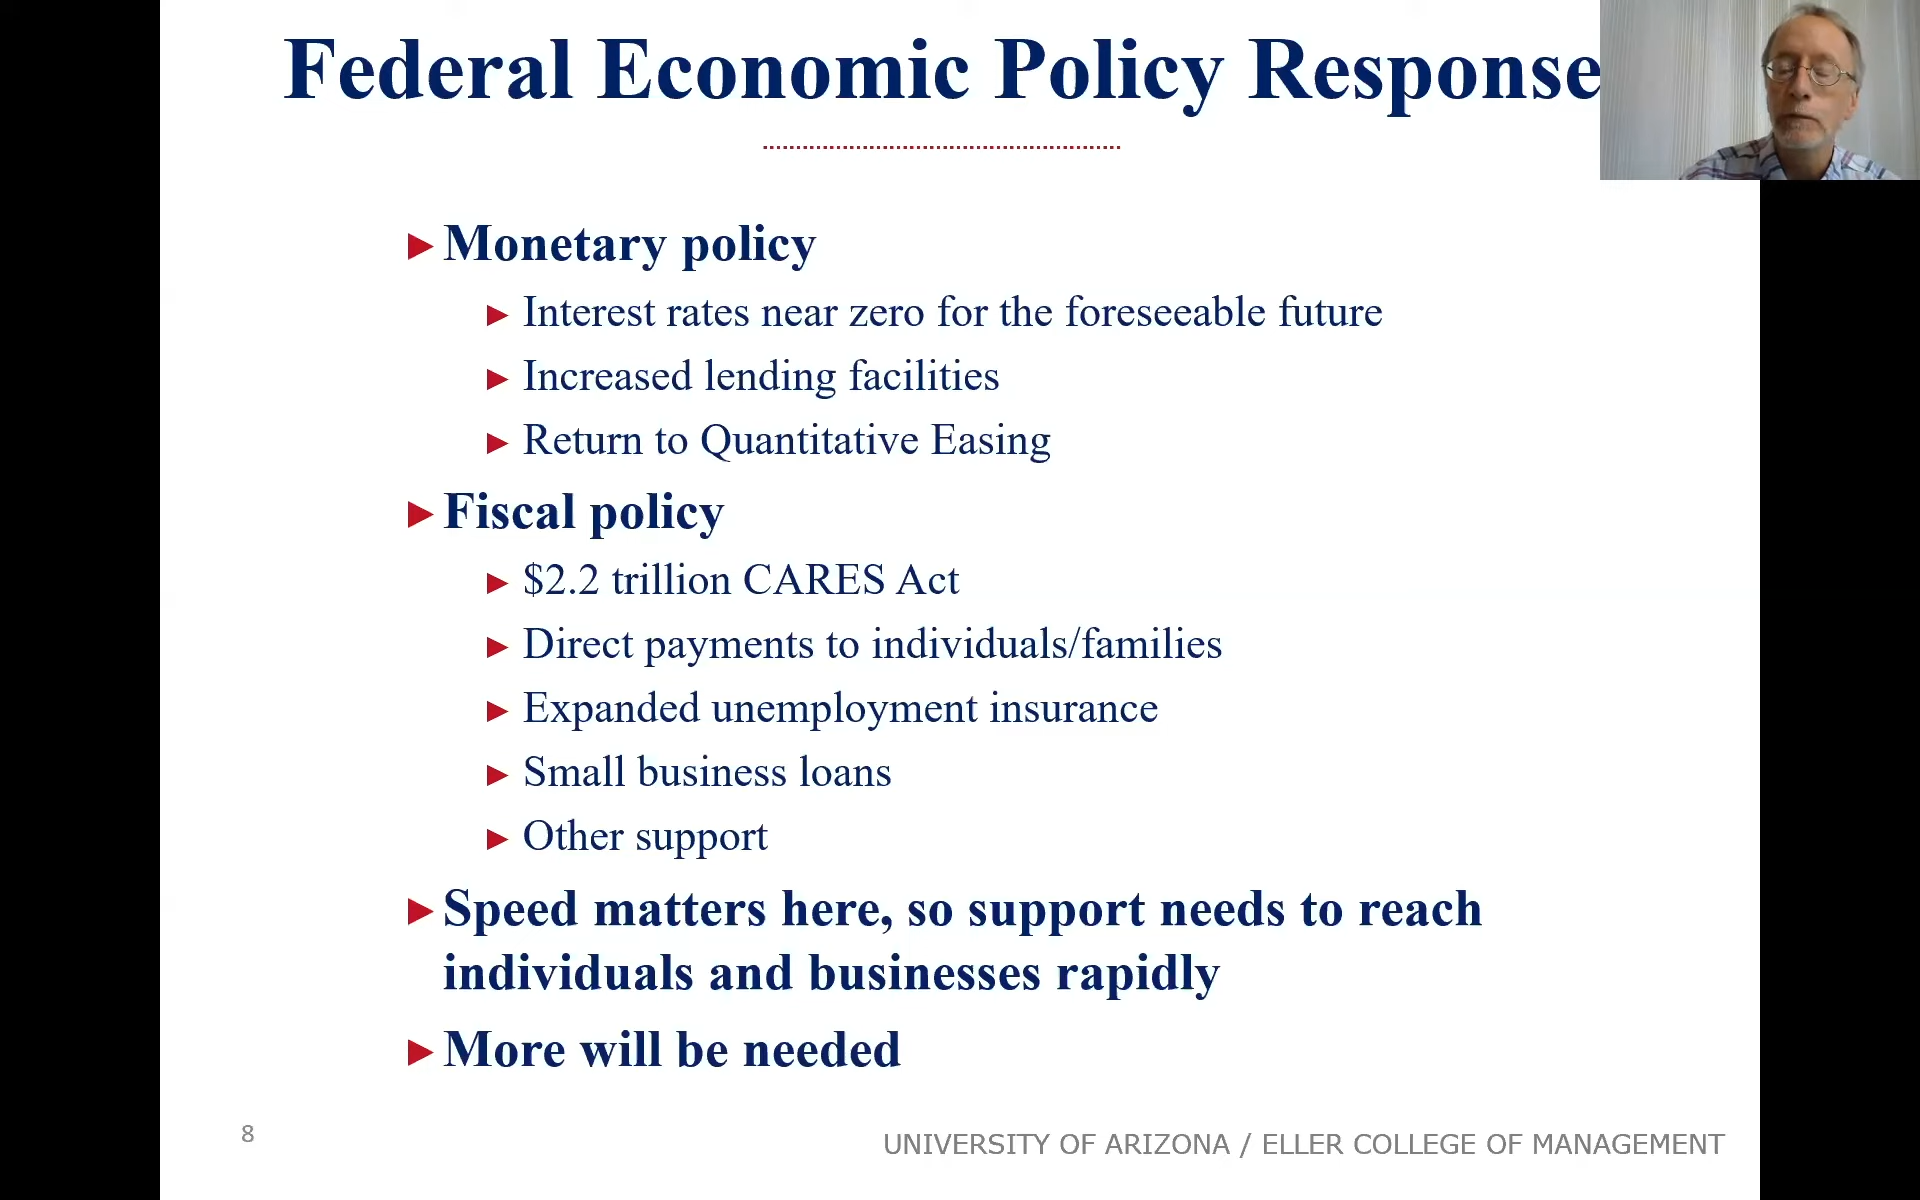 Federal Economic Policy Response
Monetary policy
Interest rates near zero for the foreseeable future
Increased lending facilities
Return to Quantitative Easing
Fiscal policy
$2.2 trillion CARES Act
Direct payments to individuals/families
Expanded unemployment insurance
Small business loans
Other support
Speed matters here, so support needs to reach
individuals and businesses rapidly
More will be needed
8
UNIVERSITY OF ARIZONA / ELLER COLLEGE OF MANAGEMENT